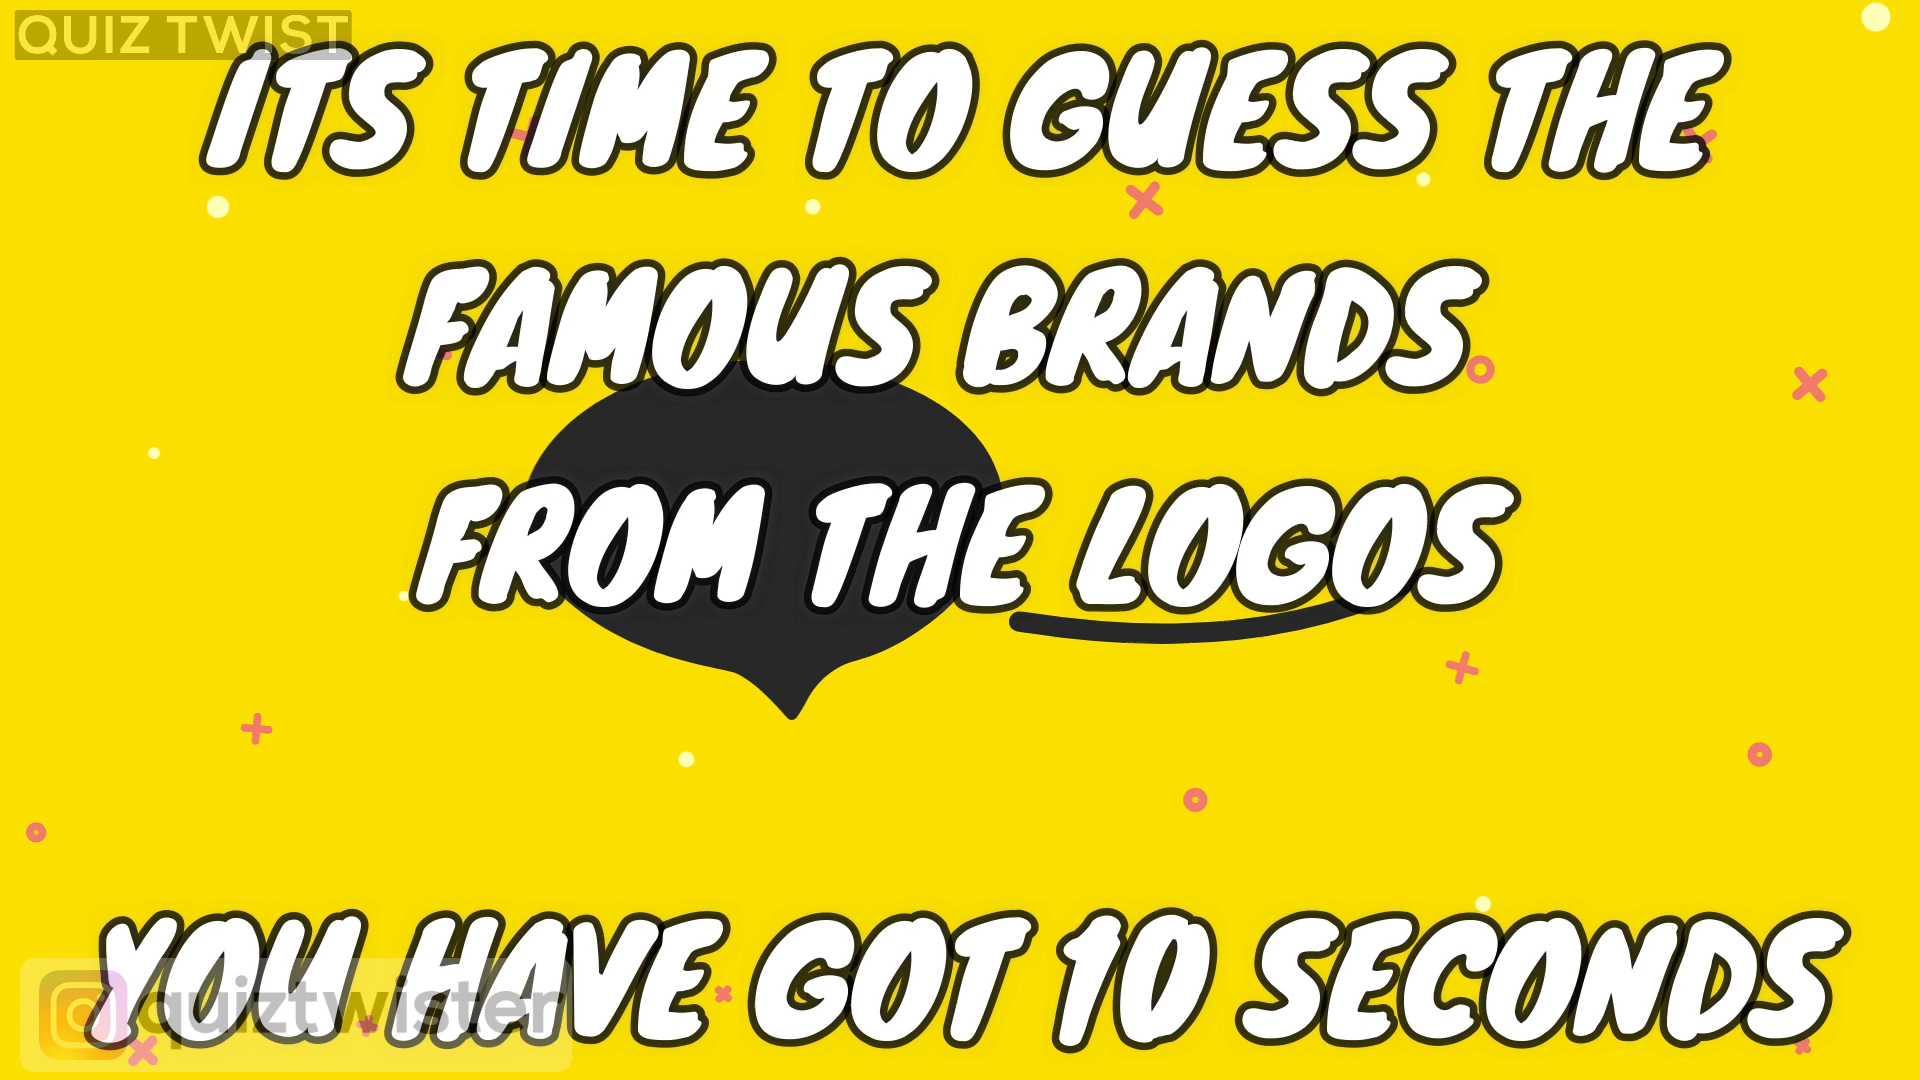 QUIZ TWIST
ITS TIME TO GUESS THE
FAMOUS BRANDS
FROM THE LOGOS
YOU HAVE GOT 10 SECONDS
@quiztwister